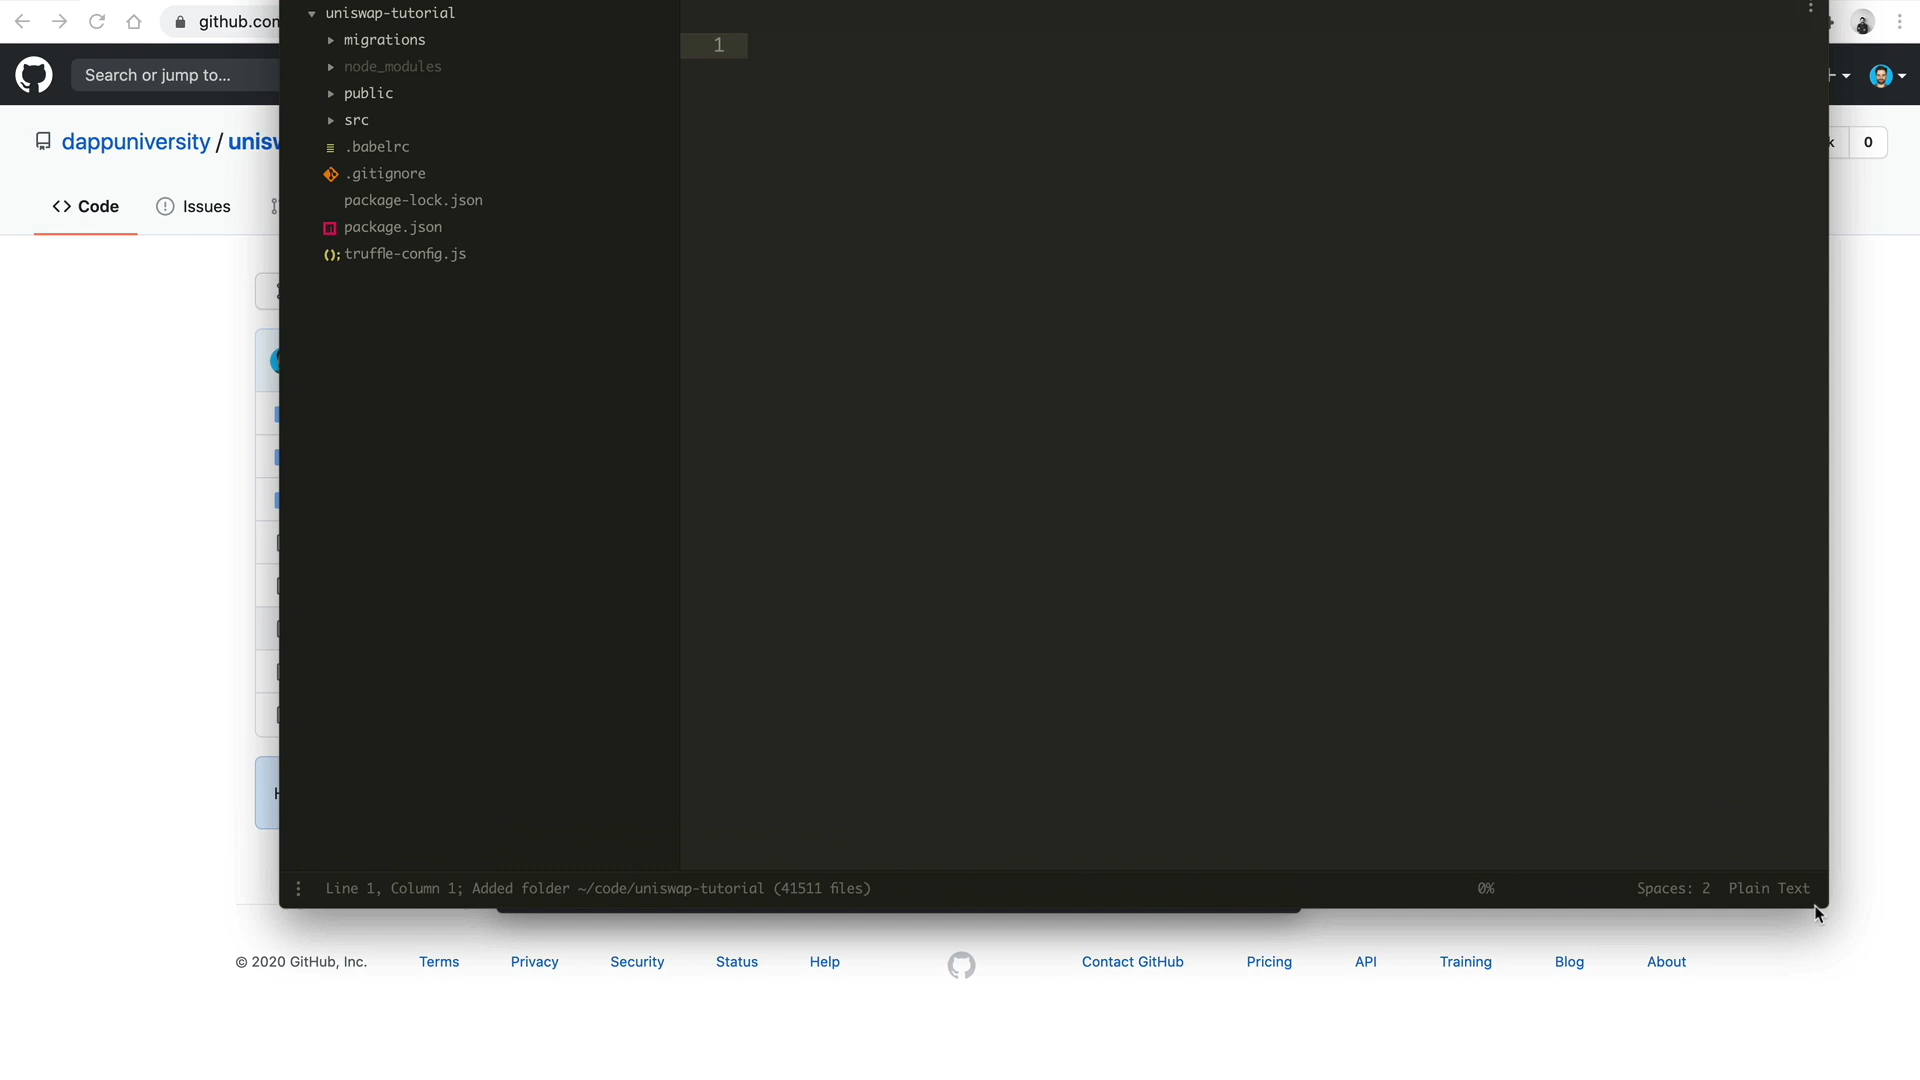 github.com
Search or jump to...
dappuniversity /
Code
Issues
0
uniswap-tutorial
migrations
node_modules
public
src
.babelrc
.gitignore
package-lock.json
package.json
truffle-config.js
1
Line 1, Column 1; Added folder ~/code/uniswap-tutorial (41511 files)
0%
Spaces: 2
Plain Text
© 2020 GitHub, Inc.
Terms
Privacy
Security
Status
Help
Contact GitHub
Pricing
API
Training
Blog
About